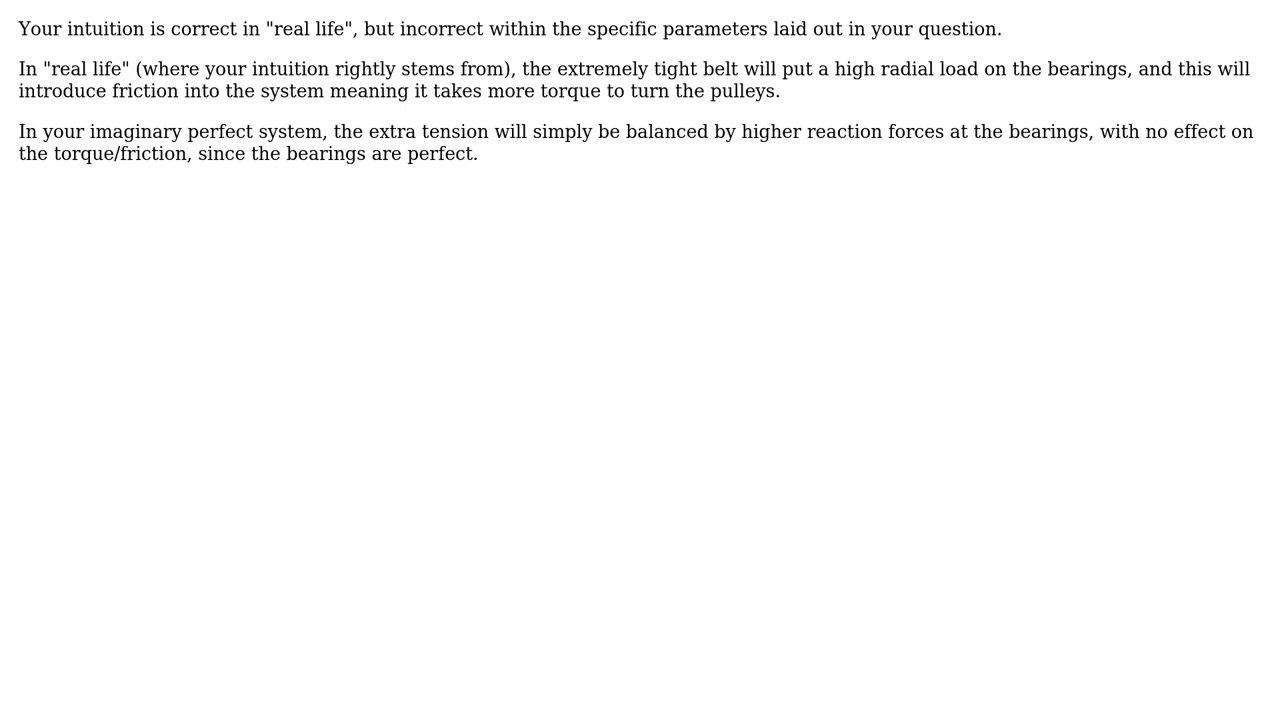 Your intuition is correct in "real life", but incorrect within the specific parameters laid out in your question.
In "real life" (where your intuition rightly stems from), the extremely tight belt will put a high radial load on the bearings, and this will
introduce friction into the system meaning it takes more torque to turn the pulleys.
In your imaginary perfect system, the extra tension will simply be balanced by higher reaction forces at the bearings, with no effect on
the torque/friction, since the bearings are perfect.